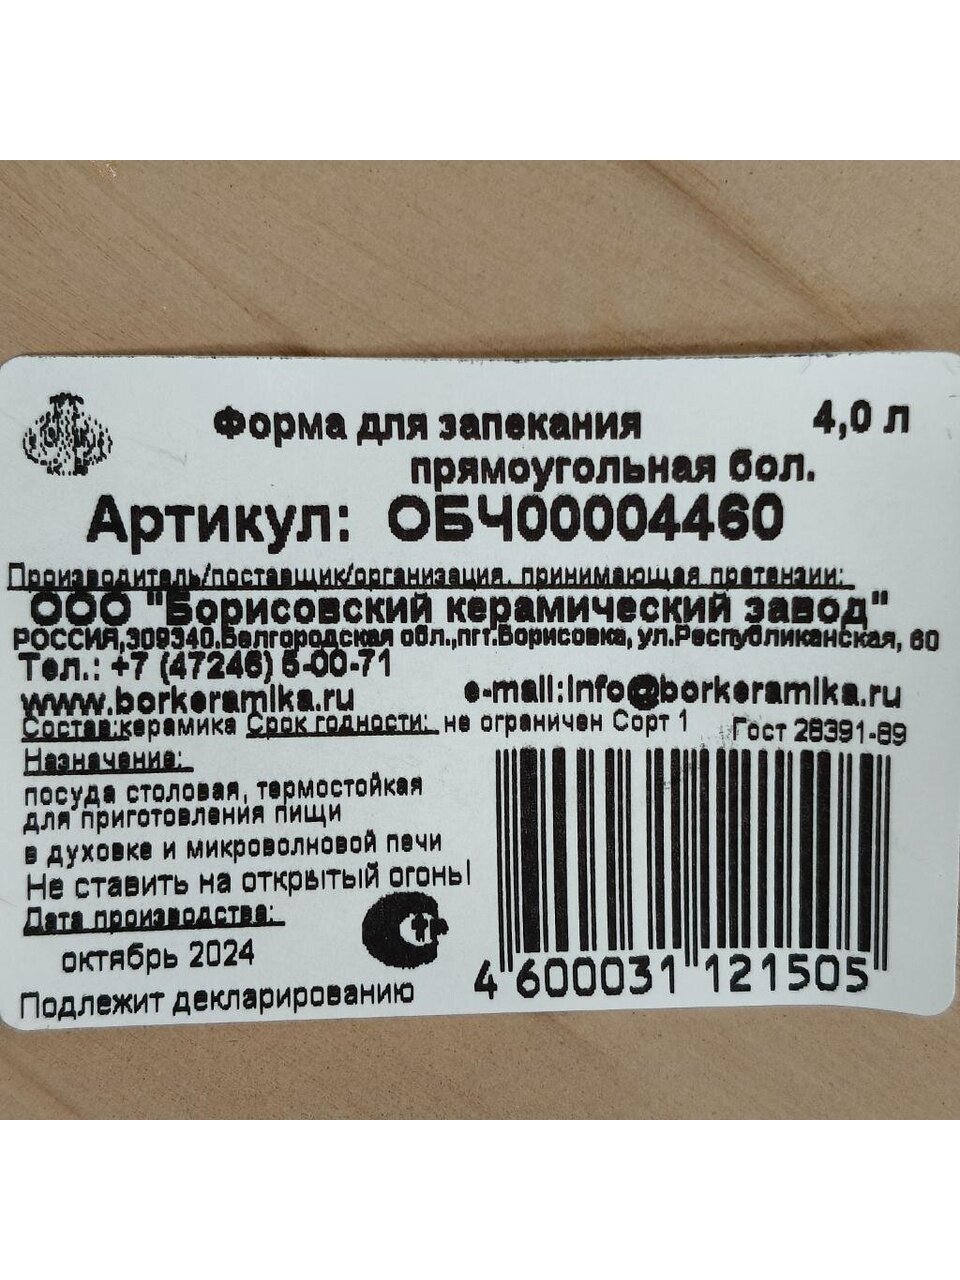 Форма для запекания 4,0 л
прямоугольная бол.
Артикул: ОБЧ00004460
Производитель/поставщик/организация, принимающая претензии:
ООО "Борисовский керамический завод"
РОССИЯ,309340.Белгородская обл.,пгт.Борисовка, ул.Республиканская, 60
Тел.: +7 (47246) 5-00-71
www.borkeramika.ru e-mail:info@borkeramika.ru
Состав:керамика Срок годности: не ограничен Сорт 1 Гост 28391-89
Назначение:
посуда столовая, термостойкая
для приготовления пищи
в духовке и микроволновой печи
Не ставить на открытый огонь!
Дата производства:
октябрь 2024
Подлежит декларированию
4 600031 121505